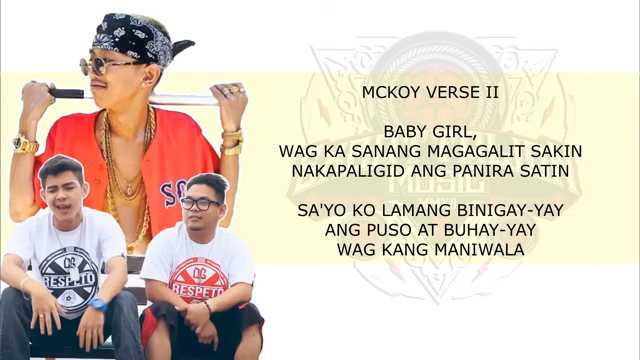 MCKOY VERSE II
BABY GIRL,
WAG KA SANANG MAGAGALIT SAKIN
NAKAPALIGID ANG PANIRA SATIN
SA'YO KO LAMANG BINIGAY-YAY
ANG PUSO AT BUHAY-YAY
WAG KANG MANIWALA
RESPETO
RESPETO
MUSIC